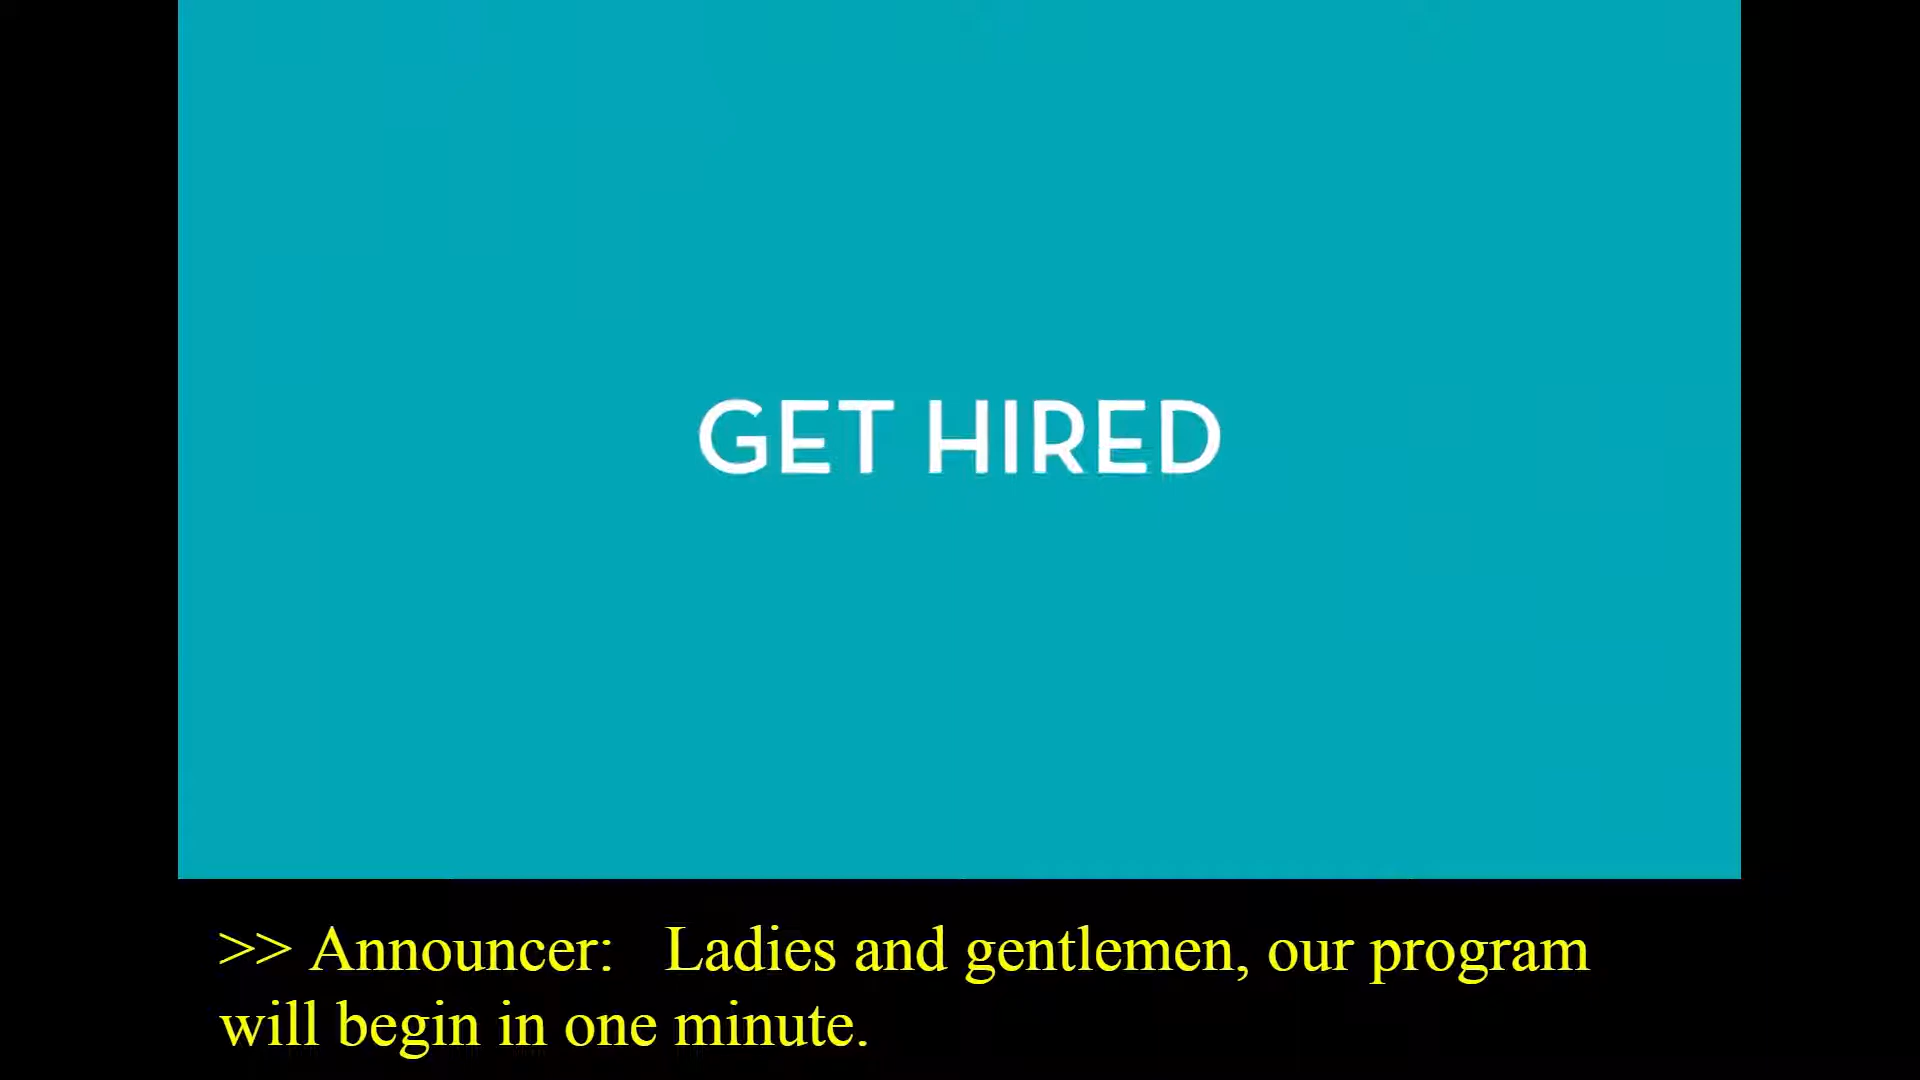 GET HIRED
>> Announcer:   Ladies and gentlemen, our program
will begin in one minute.